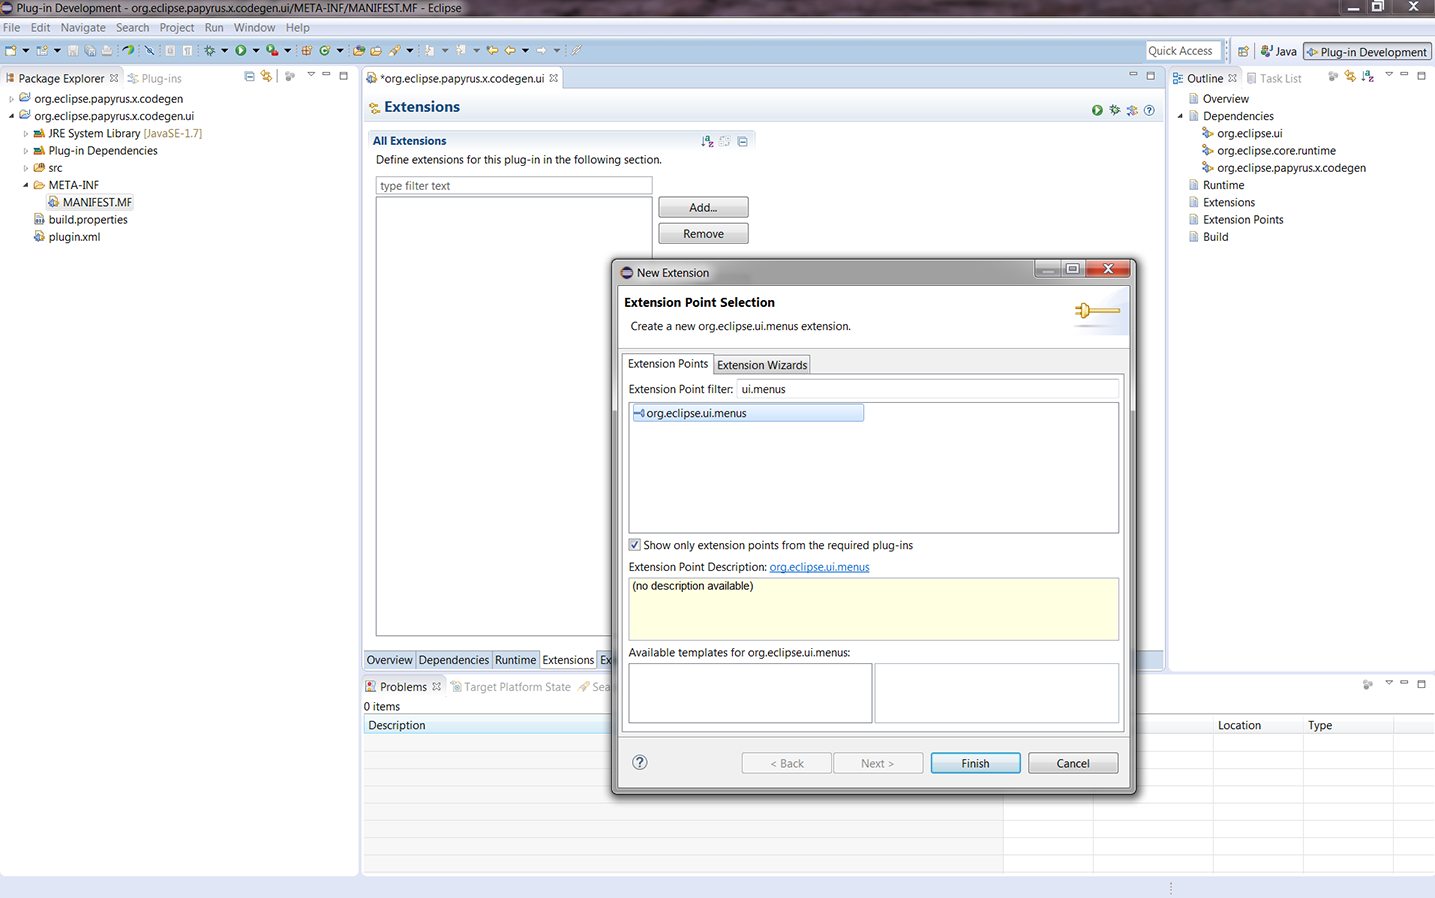 Plug-in Development - org.eclipse.papyrus.x.codegen.ui/META-INF/MANIFEST.MF - Eclipse
File Edit Navigate Search Project Run Window Help
Quick Access Java Plug-in Development
Package Explorer Plug-ins
org.eclipse.papyrus.x.codegen
org.eclipse.papyrus.x.codegen.ui
JRE System Library [JavaSE-1.7]
Plug-in Dependencies
src
META-INF
MANIFEST.MF
build.properties
plugin.xml
*org.eclipse.papyrus.x.codegen.ui
Extensions
All Extensions
Define extensions for this plug-in in the following section.
type filter text
Add...
Remove
Overview Dependencies Runtime Extensions Ex
New Extension
Extension Point Selection
Create a new org.eclipse.ui.menus extension.
Extension Points Extension Wizards
Extension Point filter: ui.menus
org.eclipse.ui.menus
Show only extension points from the required plug-ins
Extension Point Description: org.eclipse.ui.menus
(no description available)
Available templates for org.eclipse.ui.menus:
< Back Next > Finish Cancel
Outline Task List
Overview
Dependencies
org.eclipse.ui
org.eclipse.core.runtime
org.eclipse.papyrus.x.codegen
Runtime
Extensions
Extension Points
Build
Problems Target Platform State Sea
0 items
Description Location Type